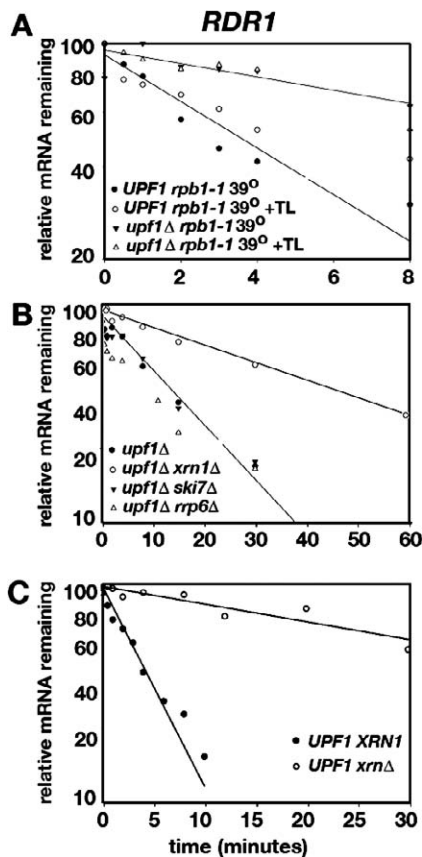 RDR1
A
relative mRNA remaining
100
80
60
40
20
UPF1 rpb1-1 39°
UPF1 rpb1-1 39° +TL
upf1Δ rpb1-1 39°
upf1Δ rpb1-1 39° +TL
0 2 4 6 8
B
relative mRNA remaining
100
80
60
40
20
10
upf1Δ
upf1Δ xrn1Δ
upf1Δ ski7Δ
upf1Δ rrp6Δ
0 10 20 30 40 50 60
C
relative mRNA remaining
100
80
60
40
20
10
UPF1 XRN1
UPF1 xrnΔ
0 5 10 15 20 25 30
time (minutes)